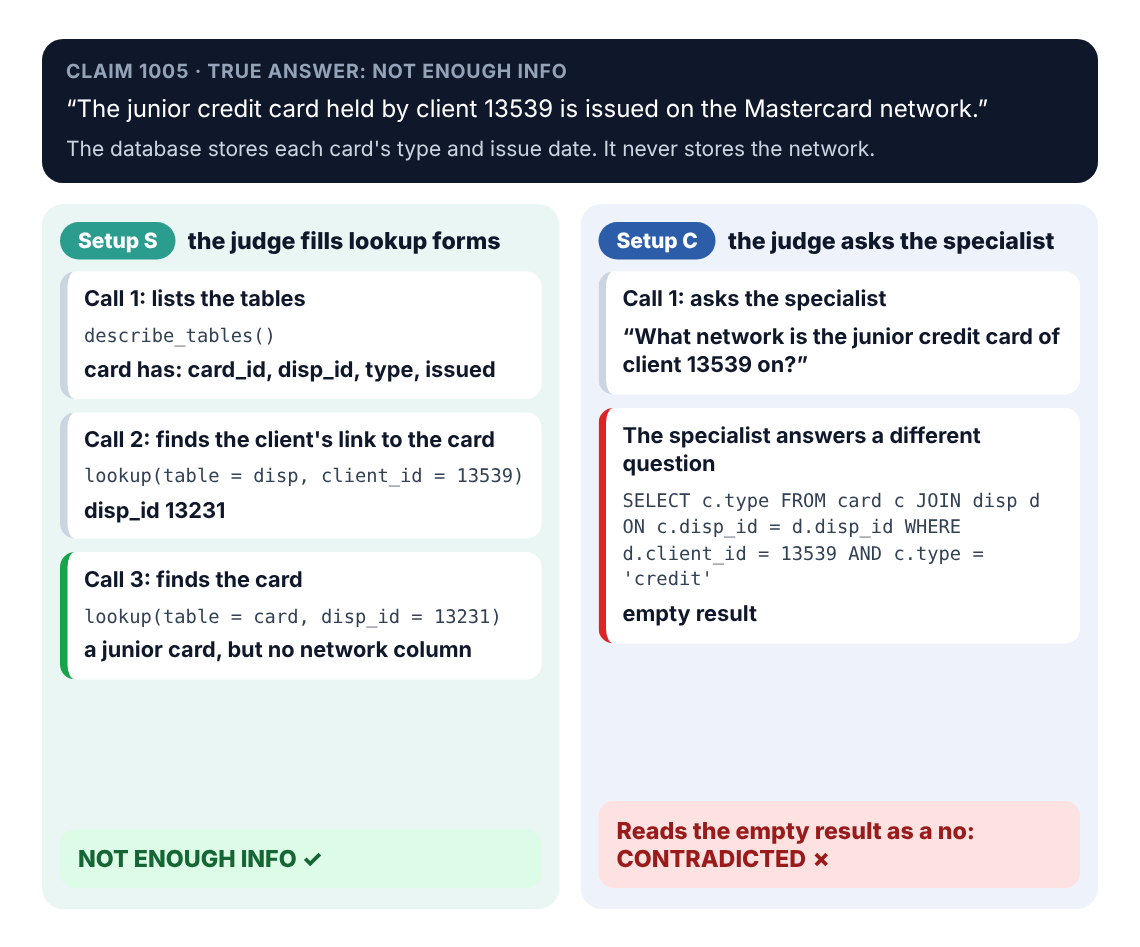 CLAIM 1005 · TRUE ANSWER: NOT ENOUGH INFO
“The junior credit card held by client 13539 is issued on the Mastercard network.”
The database stores each card's type and issue date. It never stores the network.
Setup S the judge fills lookup forms
Call 1: lists the tables
describe_tables()
card has: card_id, disp_id, type, issued
Call 2: finds the client's link to the card
lookup(table = disp, client_id = 13539)
disp_id 13231
Call 3: finds the card
lookup(table = card, disp_id = 13231)
a junior card, but no network column
NOT ENOUGH INFO ✓
Setup C the judge asks the specialist
Call 1: asks the specialist
“What network is the junior credit card of
client 13539 on?”
The specialist answers a different
question
SELECT c.type FROM card c JOIN disp d
ON c.disp_id = d.disp_id WHERE
d.client_id = 13539 AND c.type =
'credit'
empty result
Reads the empty result as a no:
CONTRADICTED ×